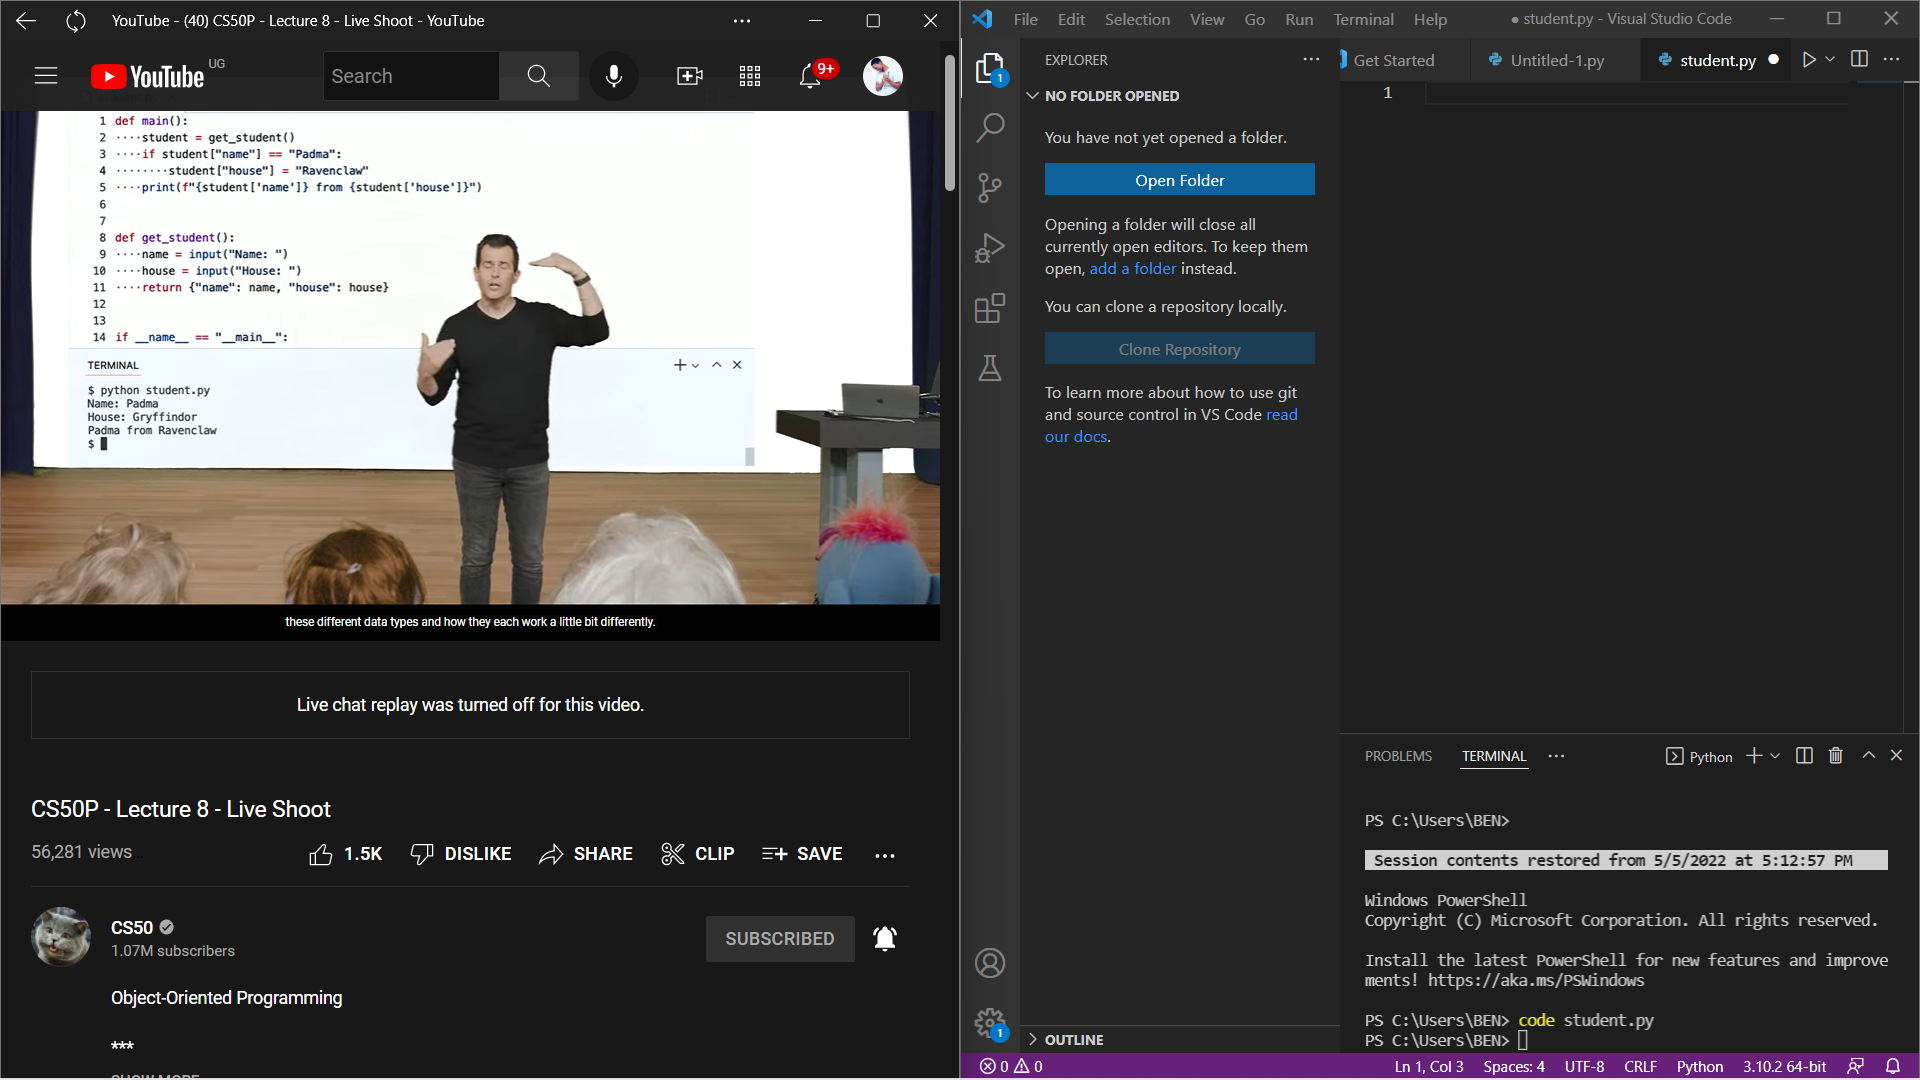 YouTube - (40) CS50P - Lecture 8 - Live Shoot - YouTube
YouTube UG
Search
9+
1 def main():
2 ····student = get_student()
3 ····if student["name"] == "Padma":
4 ········student["house"] = "Ravenclaw"
5 ····print(f"{student['name']} from {student['house']}")
6
7
8 def get_student():
9 ····name = input("Name: ")
10 ····house = input("House: ")
11 ····return {"name": name, "house": house}
12
13
14 if __name__ == "__main__":
TERMINAL
$ python student.py
Name: Padma
House: Gryffindor
Padma from Ravenclaw
$
these different data types and how they each work a little bit differently.
Live chat replay was turned off for this video.
CS50P - Lecture 8 - Live Shoot
56,281 views
1.5K DISLIKE SHARE CLIP SAVE
CS50
1.07M subscribers
SUBSCRIBED
Object-Oriented Programming
***
SHOW MORE
File Edit Selection View Go Run Terminal Help
● student.py - Visual Studio Code
EXPLORER
Get Started
Untitled-1.py
student.py
1
1
NO FOLDER OPENED
You have not yet opened a folder.
Open Folder
Opening a folder will close all
currently open editors. To keep them
open, add a folder instead.
You can clone a repository locally.
Clone Repository
To learn more about how to use git
and source control in VS Code read
our docs.
1
OUTLINE
PROBLEMS TERMINAL
Python
PS C:\Users\BEN>
Session contents restored from 5/5/2022 at 5:12:57 PM
Windows PowerShell
Copyright (C) Microsoft Corporation. All rights reserved.
Install the latest PowerShell for new features and improve
ments! https://aka.ms/PSWindows
PS C:\Users\BEN> code student.py
PS C:\Users\BEN>
0 0
Ln 1, Col 3 Spaces: 4 UTF-8 CRLF Python 3.10.2 64-bit